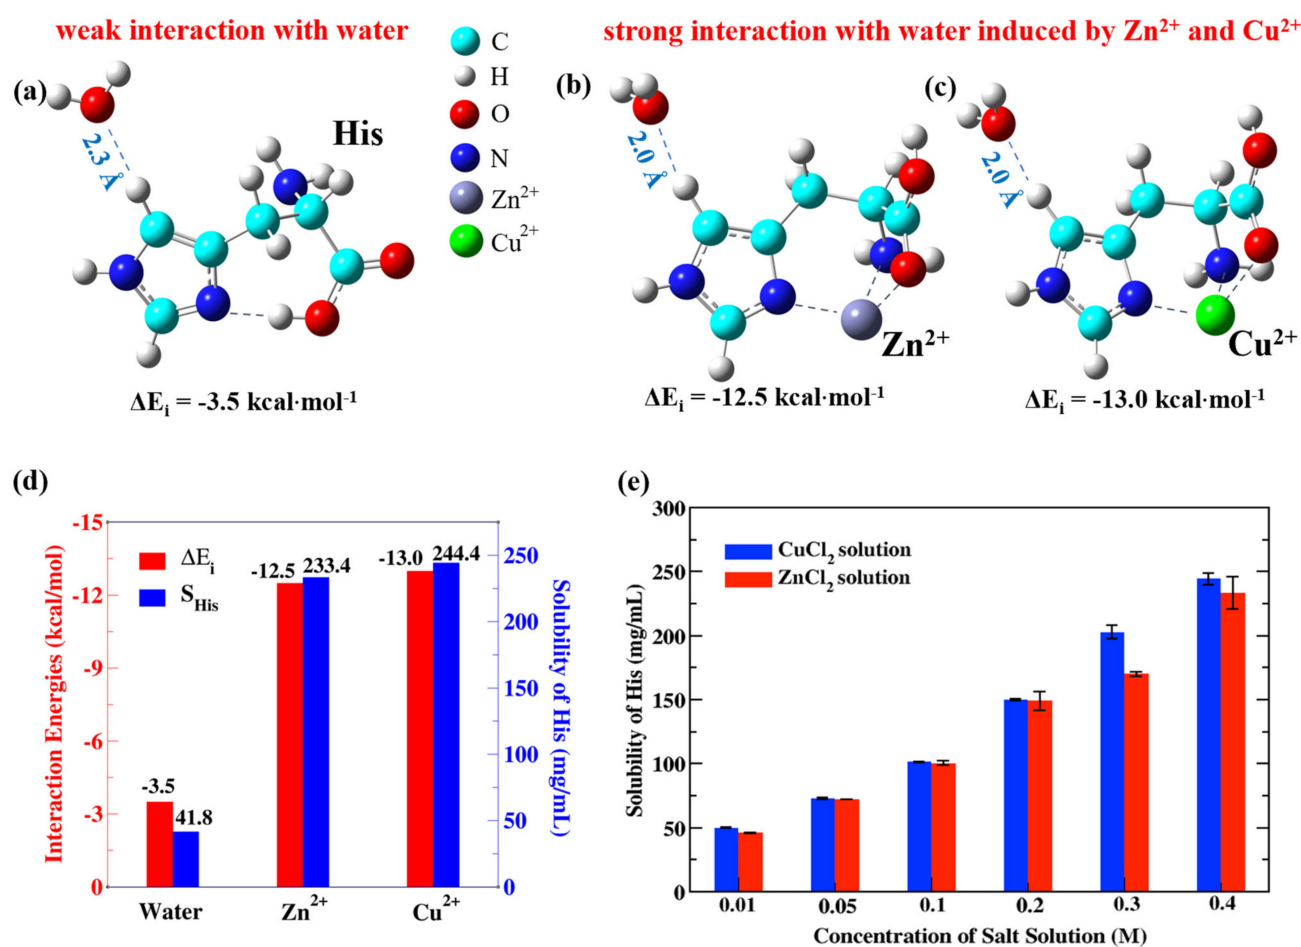 weak interaction with water
strong interaction with water induced by Zn²⁺ and Cu²⁺
(a)
2.3 Å
His
C
H
O
N
Zn²⁺
Cu²⁺
ΔEᵢ = -3.5 kcal·mol⁻¹
(b)
2.0 Å
Zn²⁺
ΔEᵢ = -12.5 kcal·mol⁻¹
(c)
2.0 Å
Cu²⁺
ΔEᵢ = -13.0 kcal·mol⁻¹
(d)
Interaction Energies (kcal/mol)
-15
-12
-9
-6
-3
0
ΔEᵢ
S_His
-3.5
41.8
-12.5
233.4
-13.0
244.4
Water
Zn²⁺
Cu²⁺
250
200
150
100
50
0
Solubility of His (mg/mL)
(e)
Solubility of His (mg/mL)
300
250
200
150
100
50
0
CuCl₂ solution
ZnCl₂ solution
0.01
0.05
0.1
0.2
0.3
0.4
Concentration of Salt Solution (M)